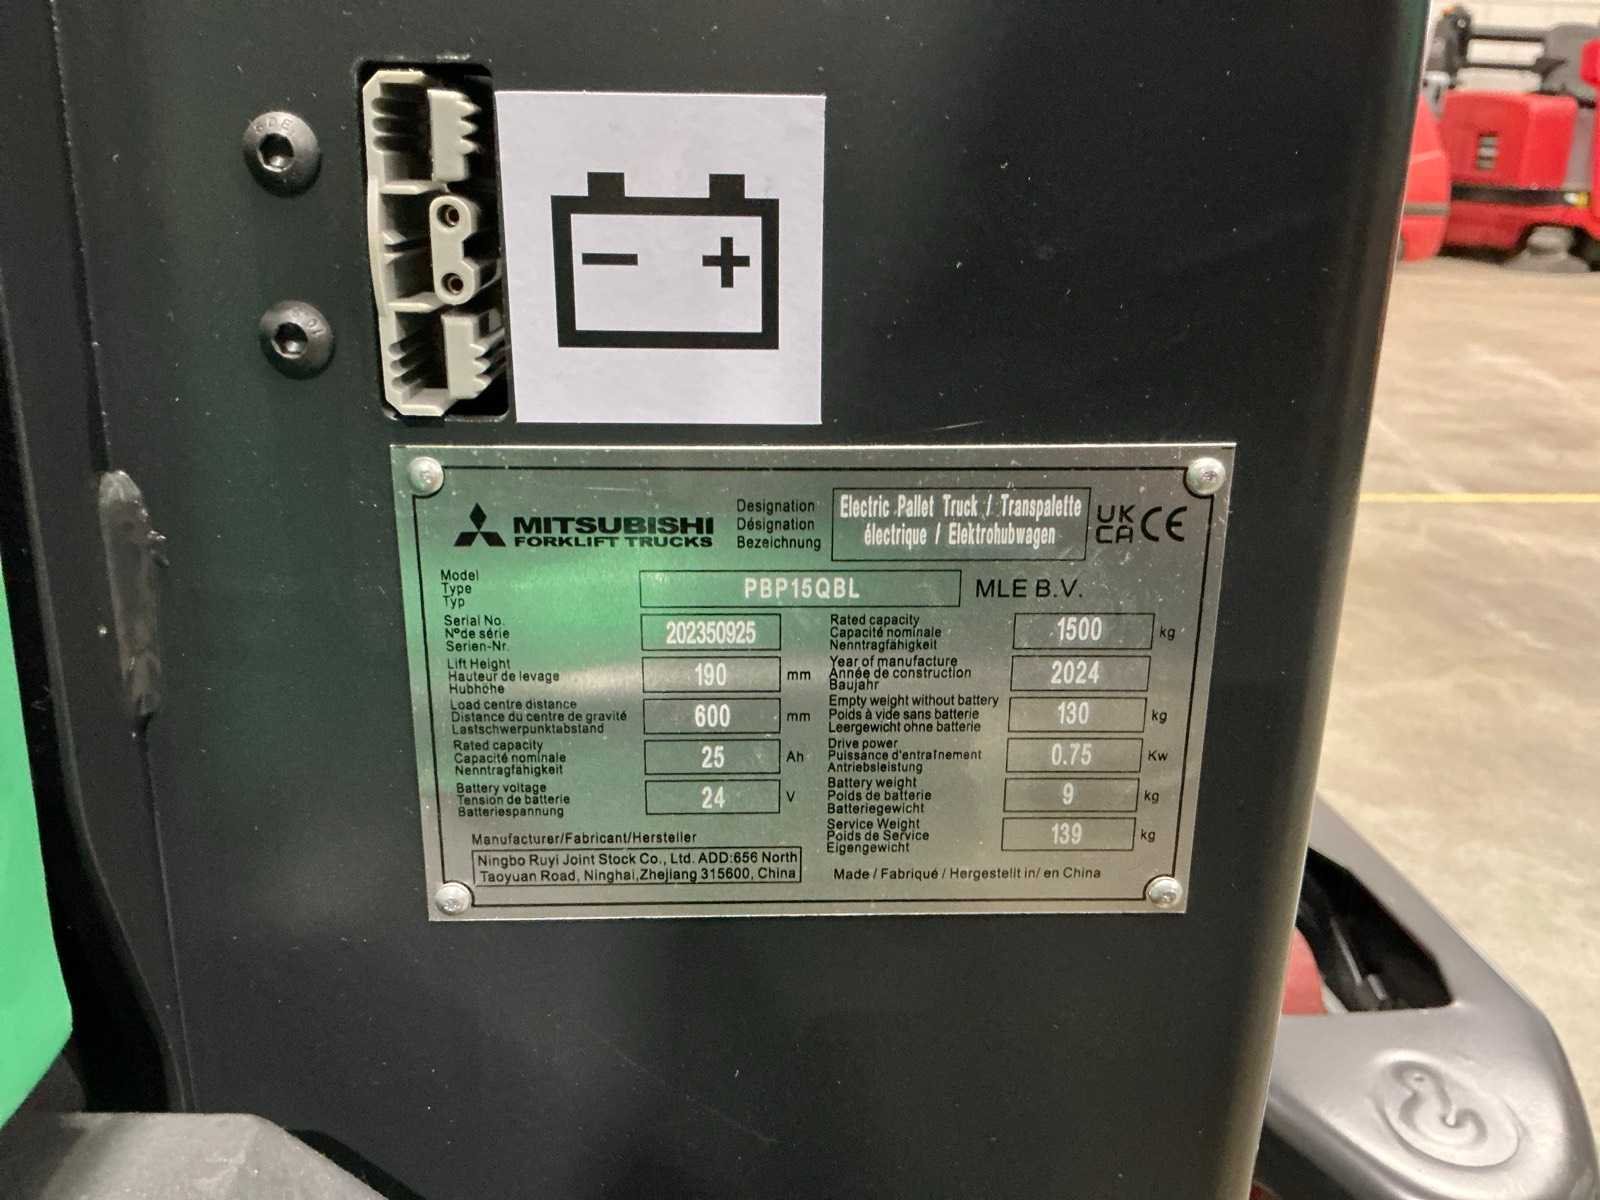 MITSUBISHI
FORKLIFT TRUCKS
Designation
Désignation
Bezeichnung
Electric Pallet Truck / Transpalette
électrique / Elektrohubwagen
UK
CA CE
Model
Type
Typ
PBP15QBL
MLE B.V.
Serial No.
Nº de série
Serien-Nr.
202350925
Rated capacity
Capacité nominale
Nenntragfähigkeit
1500 kg
Lift Height
Hauteur de levage
Hubhöhe
190 mm
Year of manufacture
Année de construction
Baujahr
2024
Load centre distance
Distance du centre de gravité
Lastschwerpunktabstand
600 mm
Empty weight without battery
Poids à vide sans batterie
Leergewicht ohne batterie
130 kg
Rated capacity
Capacité nominale
Nenntragfähigkeit
25 Ah
Drive power
Puissance d'entraînement
Antriebsleistung
0.75 Kw
Battery voltage
Tension de batterie
Batteriespannung
24 V
Battery weight
Poids de batterie
Batteriegewicht
9 kg
Service Weight
Poids de Service
Eigengewicht
139 kg
Manufacturer/Fabricant/Hersteller
Ningbo Ruyi Joint Stock Co., Ltd. ADD:656 North
Taoyuan Road, Ninghai,Zhejiang 315600, China
Made / Fabriqué / Hergestellt in/ en China